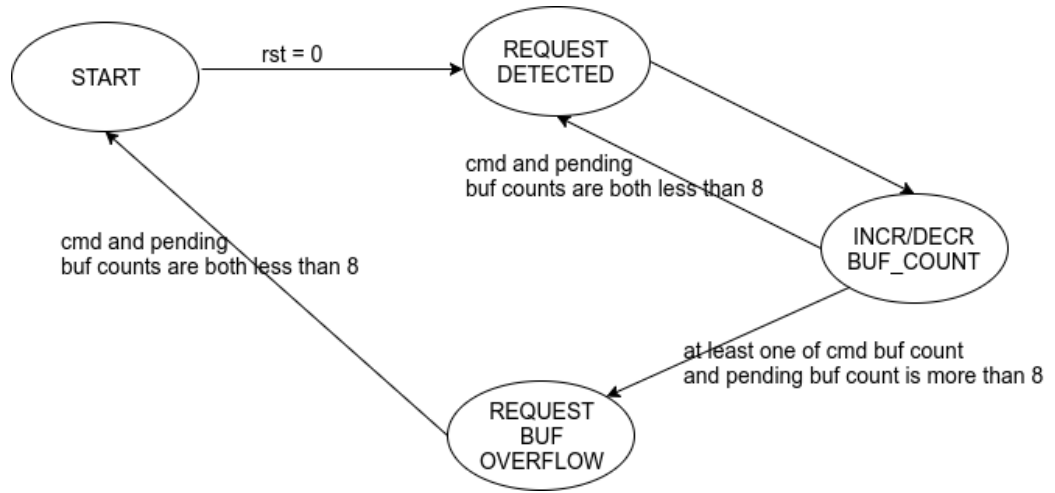 START
rst = 0
REQUEST
DETECTED
cmd and pending
buf counts are both less than 8
INCR/DECR
BUF_COUNT
cmd and pending
buf counts are both less than 8
at least one of cmd buf count
and pending buf count is more than 8
REQUEST
BUF
OVERFLOW